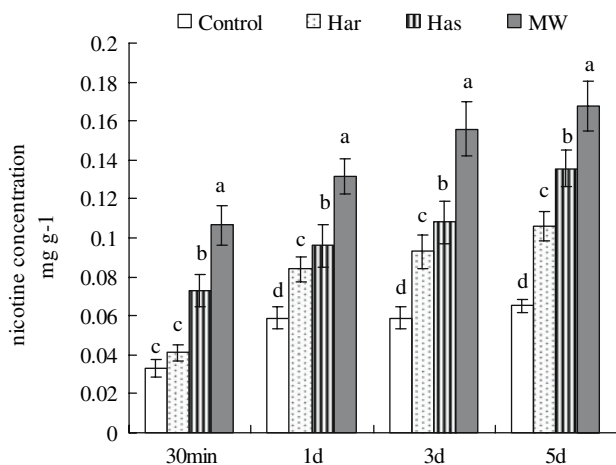 Control Har Has MW
nicotine concentration
mg g-1
0.2
0.18
0.16
0.14
0.12
0.1
0.08
0.06
0.04
0.02
0
c c b a
d c b a
d c b a
d c b a
30min 1d 3d 5d